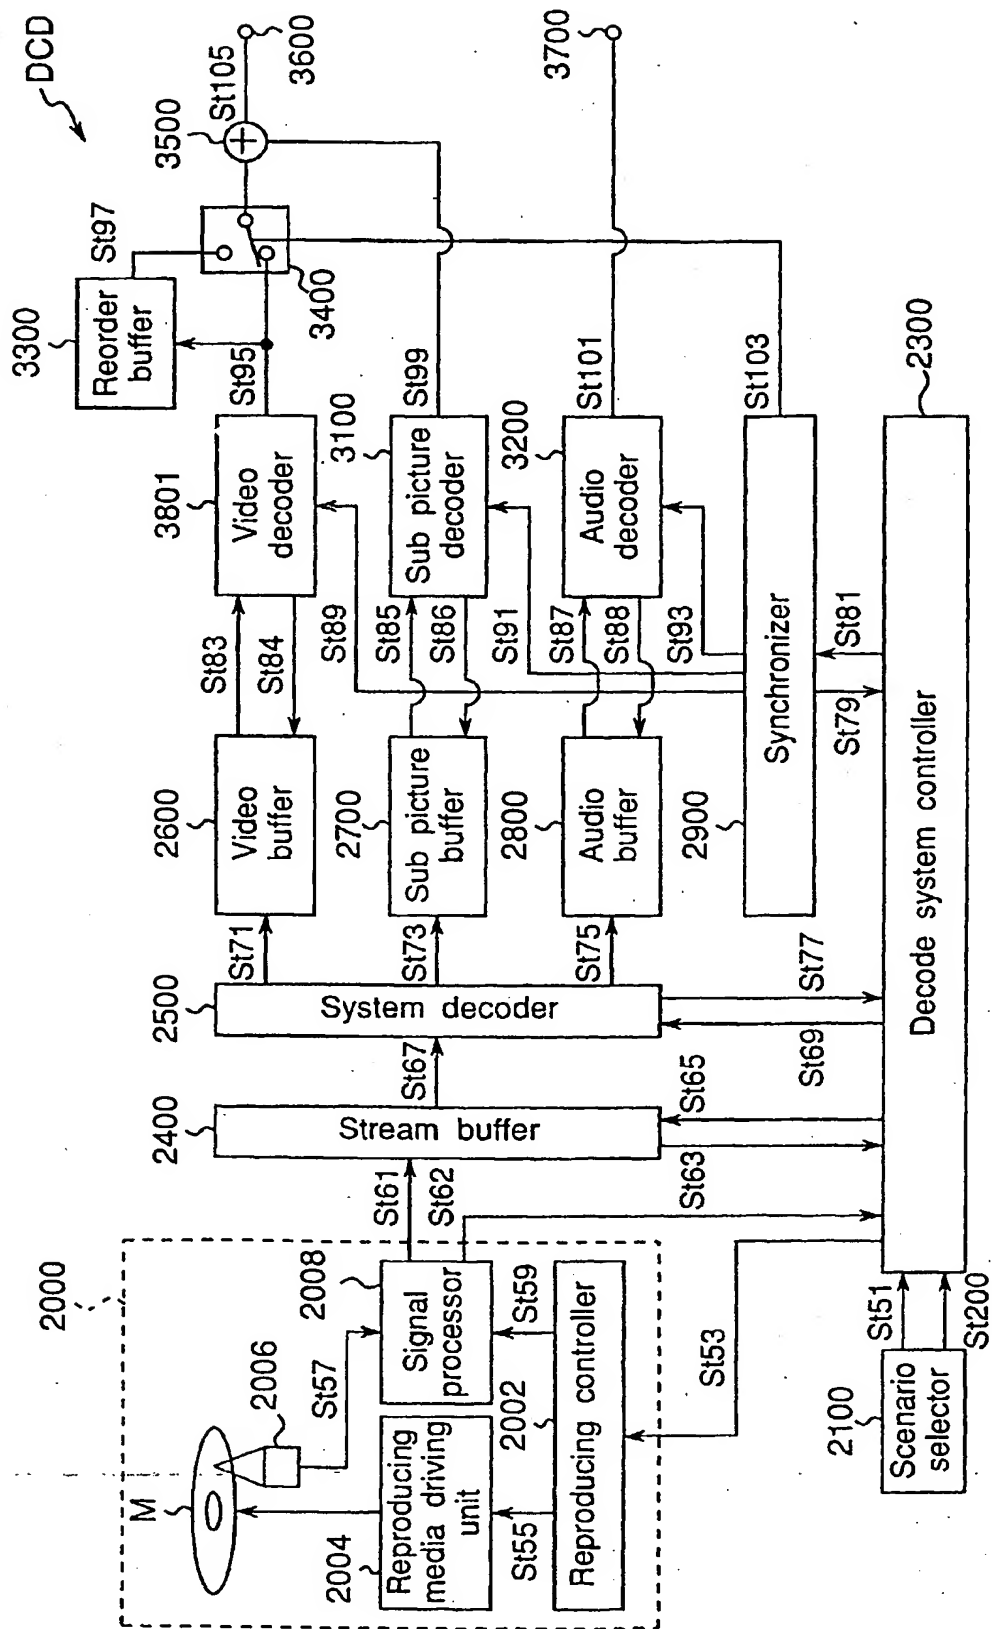 DCD
2000
M
2006
St57
2004
Reproducing
media driving
unit
2008
Signal
processor
St55
2002
St59
Reproducing controller
St53
St61
St62
2400
Stream buffer
St63
St65
St67
2500
System decoder
St69
St77
St71
St73
St75
2600
Video
buffer
2700
Sub picture
buffer
2800
Audio
buffer
2900
Synchronizer
St79
St81
St83
St84
St89
St85
St86
St91
St87
St88
St93
3801
Video
decoder
3100
Sub picture
decoder
3200
Audio
decoder
St95
St99
St101
St103
3300
Reorder
buffer
St97
3400
3500
St105
3600
3700
2100
Scenario
selector
St51
St200
Decode system controller
2300